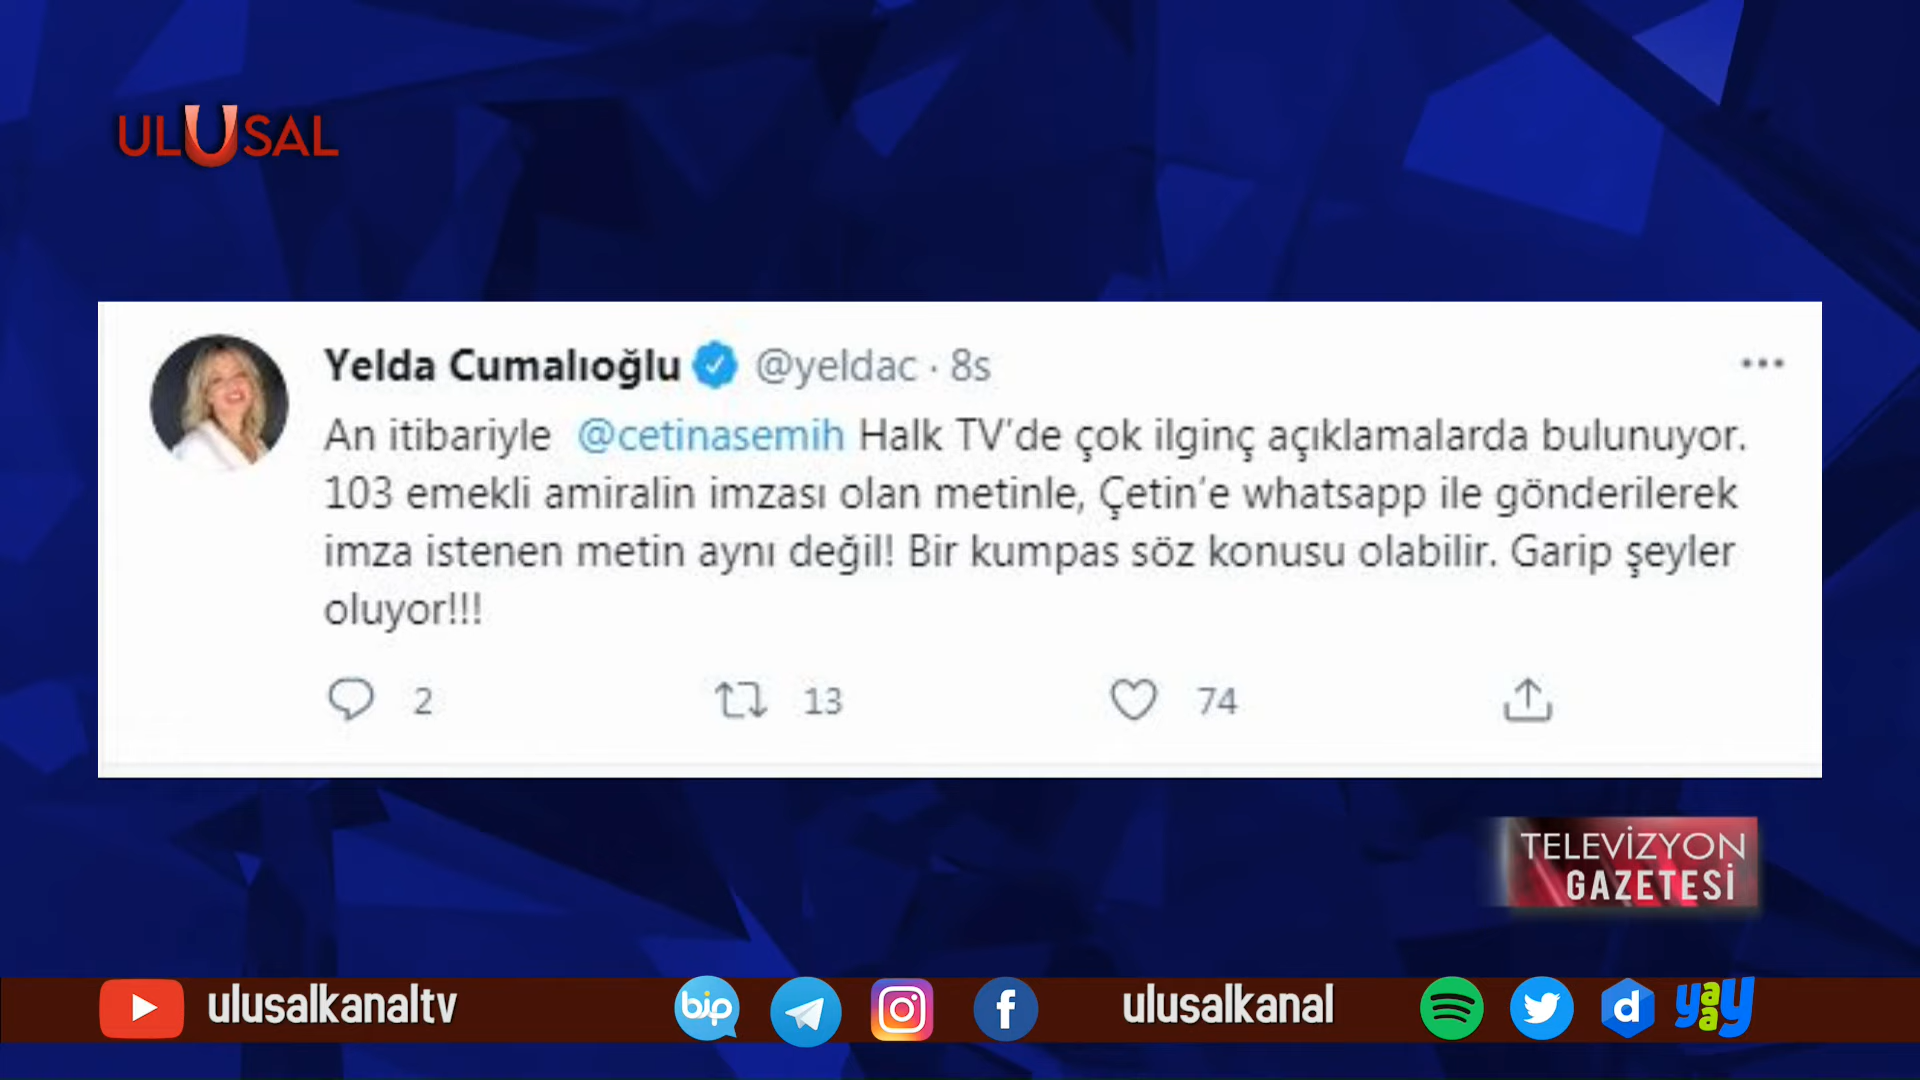 ULUSAL
Yelda Cumalıoğlu @yeldac · 8s
An itibariyle @cetinasemih Halk TV'de çok ilginç açıklamalarda bulunuyor.
103 emekli amiralin imzası olan metinle, Çetin'e whatsapp ile gönderilerek
imza istenen metin aynı değil! Bir kumpas söz konusu olabilir. Garip şeyler
oluyor!!!
2 13 74
TELEVİZYON
GAZETESİ
ulusalkanaltv bip f ulusalkanal d yaay